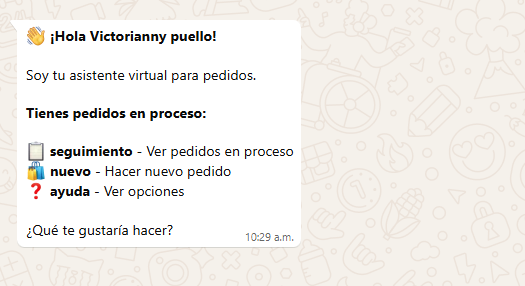 👋 ¡Hola Victorianny puello!
Soy tu asistente virtual para pedidos.
Tienes pedidos en proceso:
📋 seguimiento - Ver pedidos en proceso
🛍️ nuevo - Hacer nuevo pedido
❓ ayuda - Ver opciones
¿Qué te gustaría hacer?
10:29 a.m.